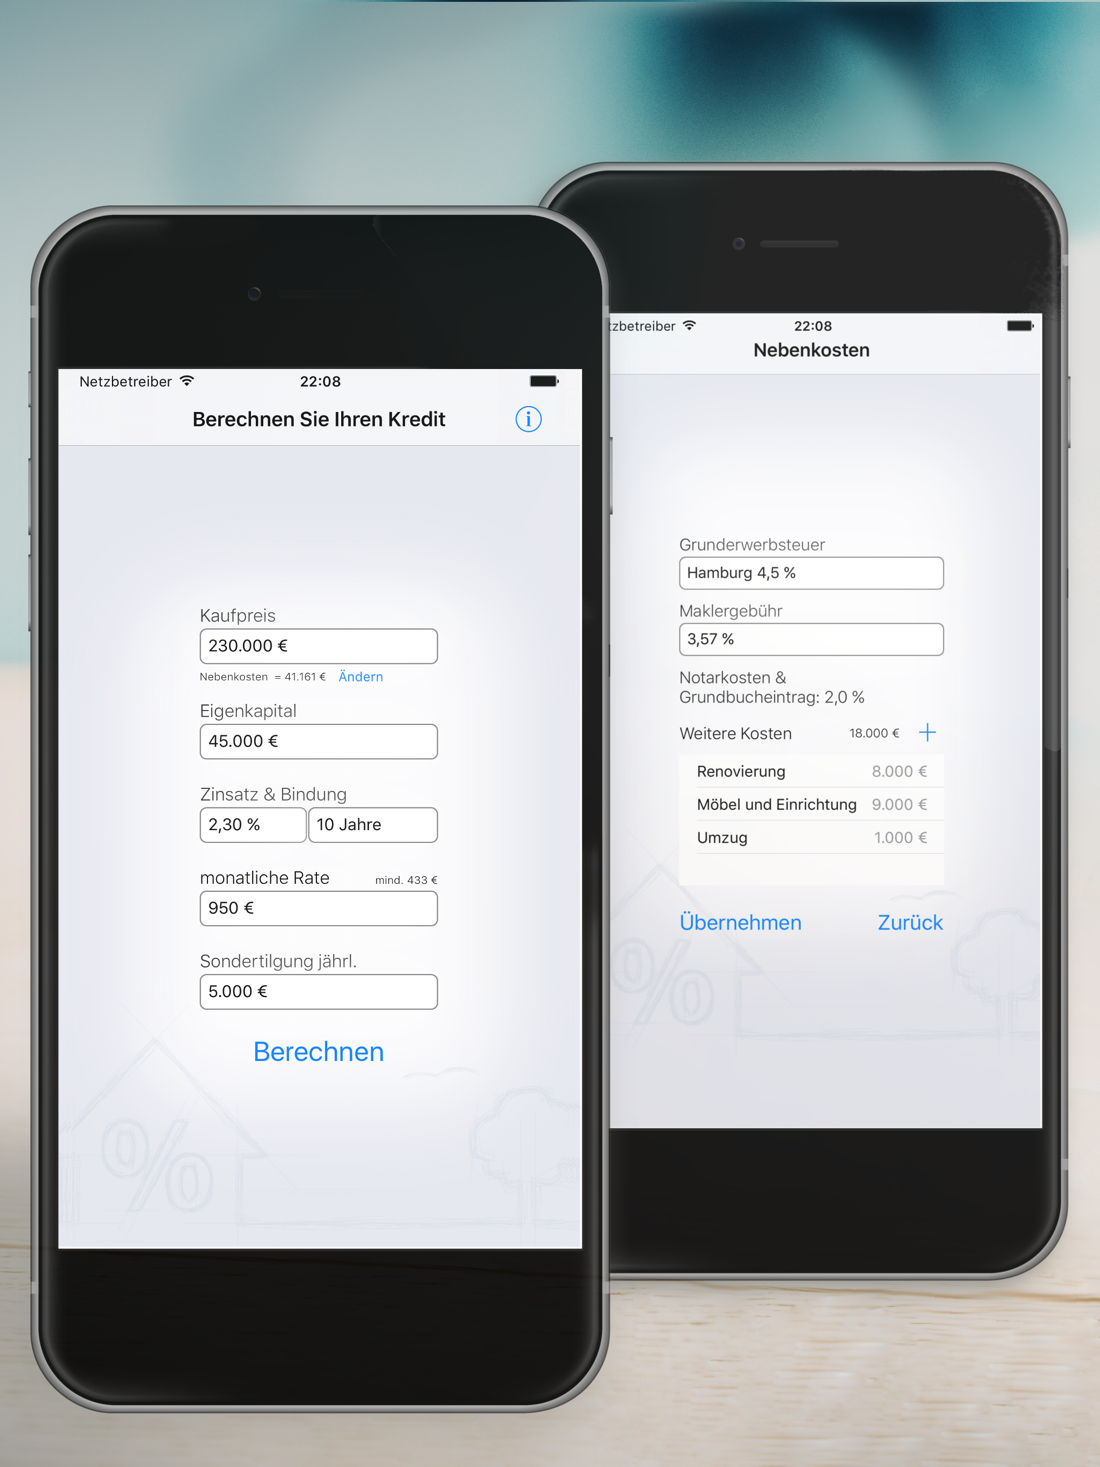 Netzbetreiber 22:08
Berechnen Sie Ihren Kredit
Kaufpreis
230.000 €
Nebenkosten = 41.161 € Ändern
Eigenkapital
45.000 €
Zinsatz & Bindung
2,30 % 10 Jahre
monatliche Rate mind. 433 €
950 €
Sondertilgung jährl.
5.000 €
Berechnen
%
tzbetreiber 22:08
Nebenkosten
Grunderwerbsteuer
Hamburg 4,5 %
Maklergebühr
3,57 %
Notarkosten &
Grundbucheintrag: 2,0 %
Weitere Kosten 18.000 € +
Renovierung 8.000 €
Möbel und Einrichtung 9.000 €
Umzug 1.000 €
Übernehmen Zurück
%